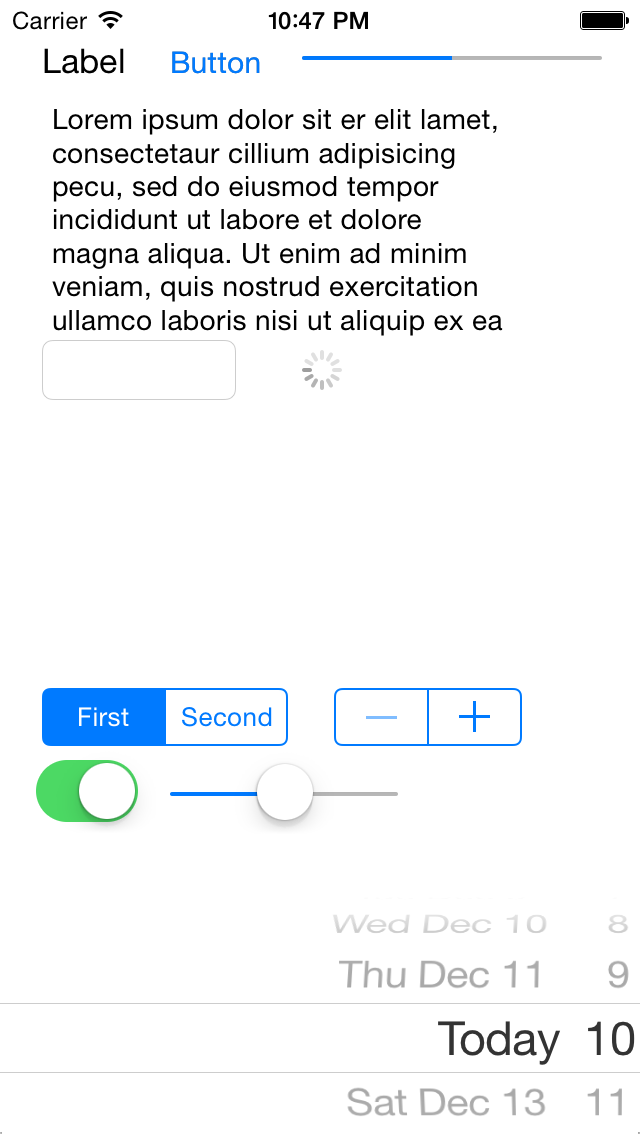 Carrier 10:47 PM
Label Button
Lorem ipsum dolor sit er elit lamet,
consectetaur cillium adipisicing
pecu, sed do eiusmod tempor
incididunt ut labore et dolore
magna aliqua. Ut enim ad minim
veniam, quis nostrud exercitation
ullamco laboris nisi ut aliquip ex ea
First Second
Wed Dec 10 8
Thu Dec 11 9
Today 10
Sat Dec 13 11